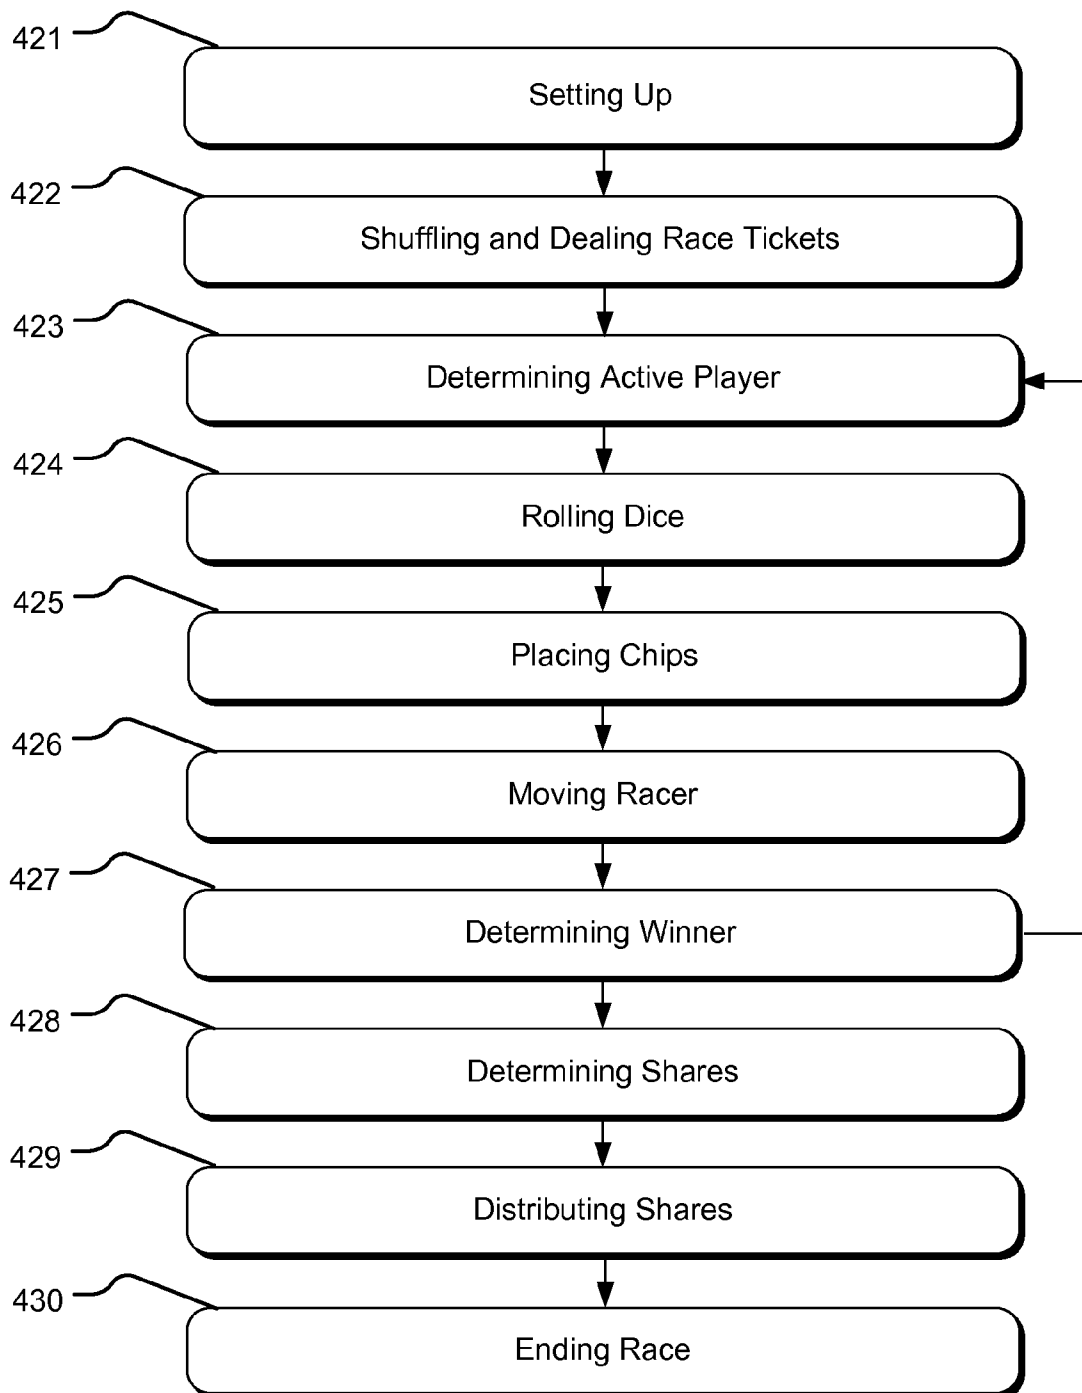 421
Setting Up
422
Shuffling and Dealing Race Tickets
423
Determining Active Player
424
Rolling Dice
425
Placing Chips
426
Moving Racer
427
Determining Winner
428
Determining Shares
429
Distributing Shares
430
Ending Race